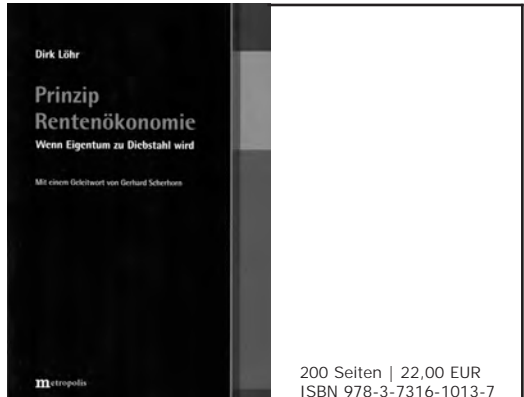 Dirk Löhr
Prinzip
Rentenökonomie
Wenn Eigentum zu Diebstahl wird
Mit einem Geleitwort von Gerhard Scherhorn
metropolis
200 Seiten | 22,00 EUR
ISBN 978-3-7316-1013-7